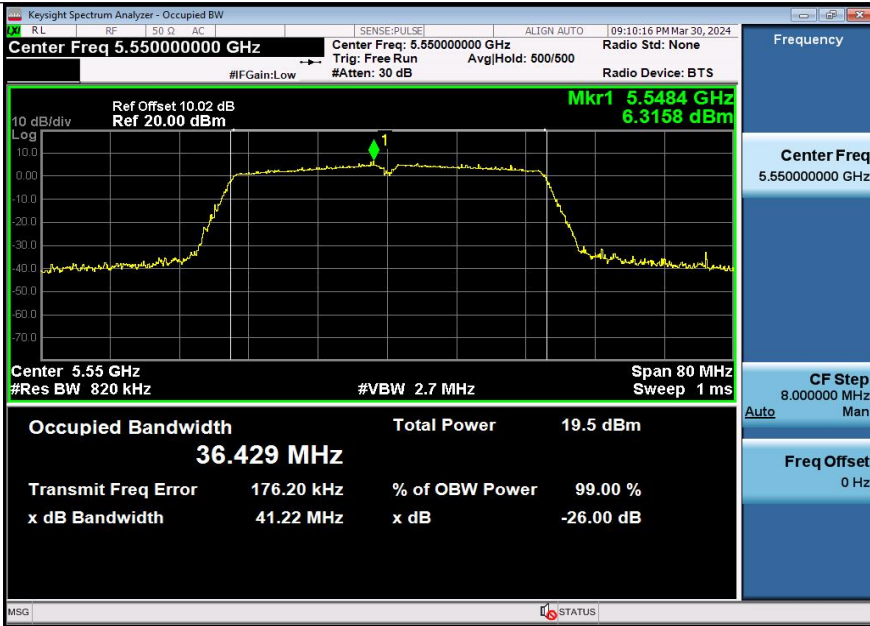 Keysight Spectrum Analyzer - Occupied BW
LXI RL RF 50 Ω AC SENSE:PULSE ALIGN AUTO 09:10:16 PM Mar 30, 2024
Center Freq 5.550000000 GHz
Center Freq: 5.550000000 GHz Radio Std: None
Trig: Free Run Avg|Hold: 500/500
#IFGain:Low #Atten: 30 dB Radio Device: BTS
Frequency
Mkr1 5.5484 GHz
6.3158 dBm
Ref Offset 10.02 dB
10 dB/div Ref 20.00 dBm
Log
1
10.0
0.00
-10.0
-20.0
-30.0
-40.0
-50.0
-60.0
-70.0
Center 5.55 GHz Span 80 MHz
#Res BW 820 kHz #VBW 2.7 MHz Sweep 1 ms
Occupied Bandwidth Total Power 19.5 dBm
36.429 MHz
Transmit Freq Error 176.20 kHz % of OBW Power 99.00 %
x dB Bandwidth 41.22 MHz x dB -26.00 dB
Center Freq
5.550000000 GHz
CF Step
8.000000 MHz
Auto Man
Freq Offset
0 Hz
MSG STATUS